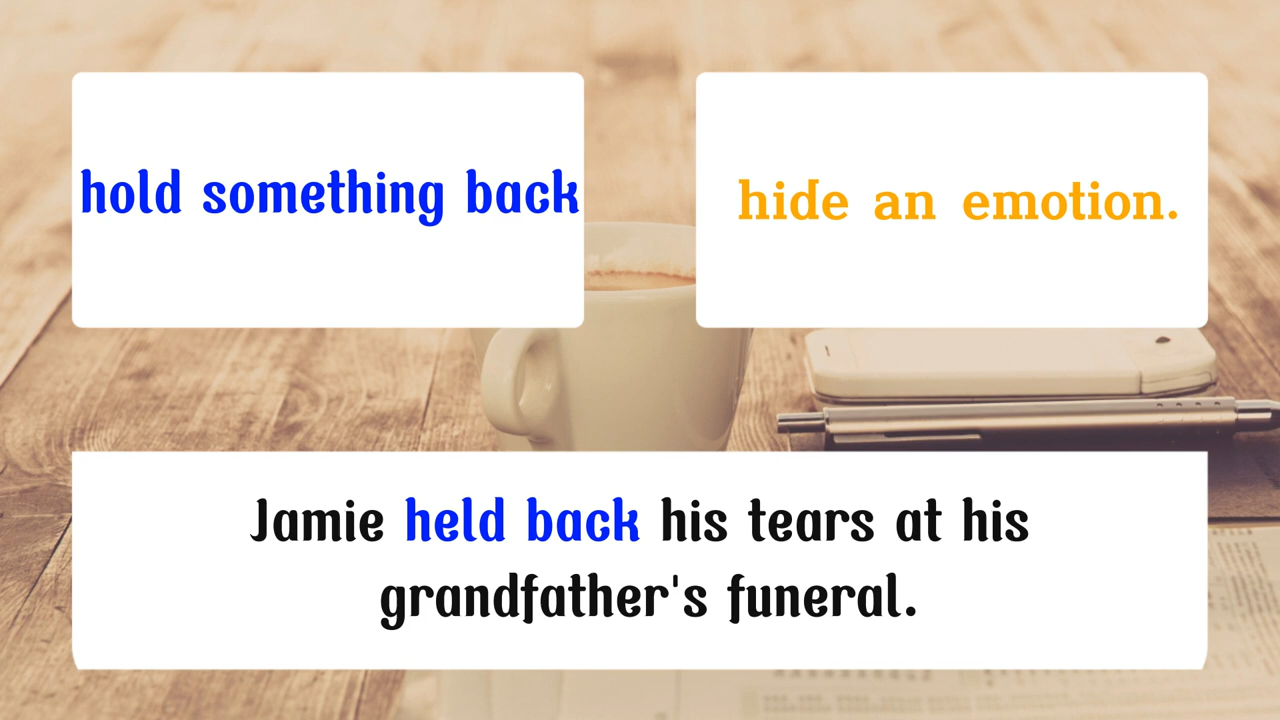 hold something back
hide an emotion.
Jamie held back his tears at his
grandfather's funeral.